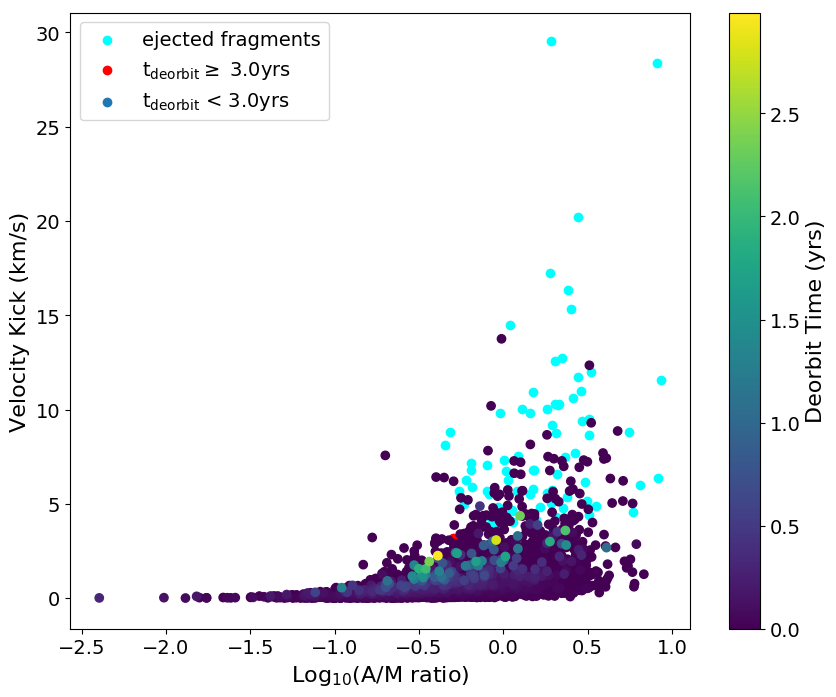 ejected fragments
t_deorbit ≥ 3.0yrs
t_deorbit < 3.0yrs
30
25
20
15
10
5
0
Velocity Kick (km/s)
−2.5 −2.0 −1.5 −1.0 −0.5 0.0 0.5 1.0
Log₁₀(A/M ratio)
2.5
2.0
1.5
1.0
0.5
0.0
Deorbit Time (yrs)